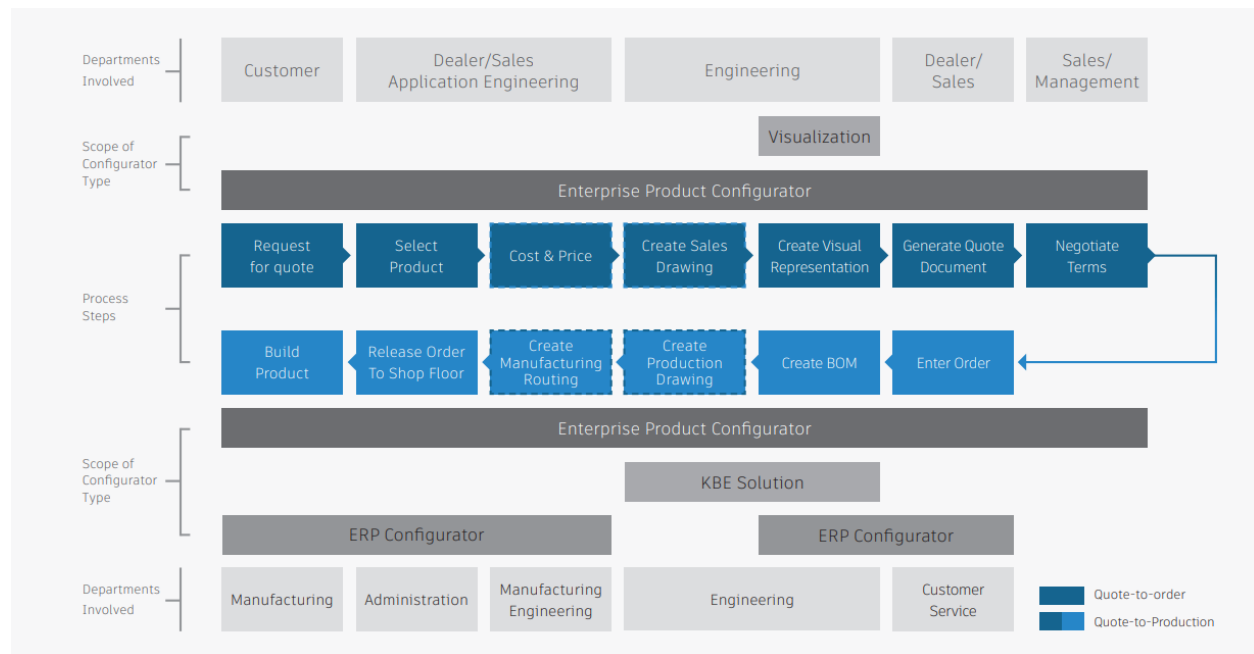 Departments
Involved
Customer
Dealer/Sales
Application Engineering
Engineering
Dealer/
Sales
Sales/
Management
Scope of
Configurator
Type
Visualization
Enterprise Product Configurator
Process
Steps
Request
for quote
Select
Product
Cost & Price
Create Sales
Drawing
Create Visual
Representation
Generate Quote
Document
Negotiate
Terms
Build
Product
Release Order
To Shop Floor
Create
Manufacturing
Routing
Create
Production
Drawing
Create BOM
Enter Order
Enterprise Product Configurator
Scope of
Configurator
Type
KBE Solution
ERP Configurator
ERP Configurator
Departments
Involved
Manufacturing
Administration
Manufacturing
Engineering
Engineering
Customer
Service
Quote-to-order
Quote-to-Production